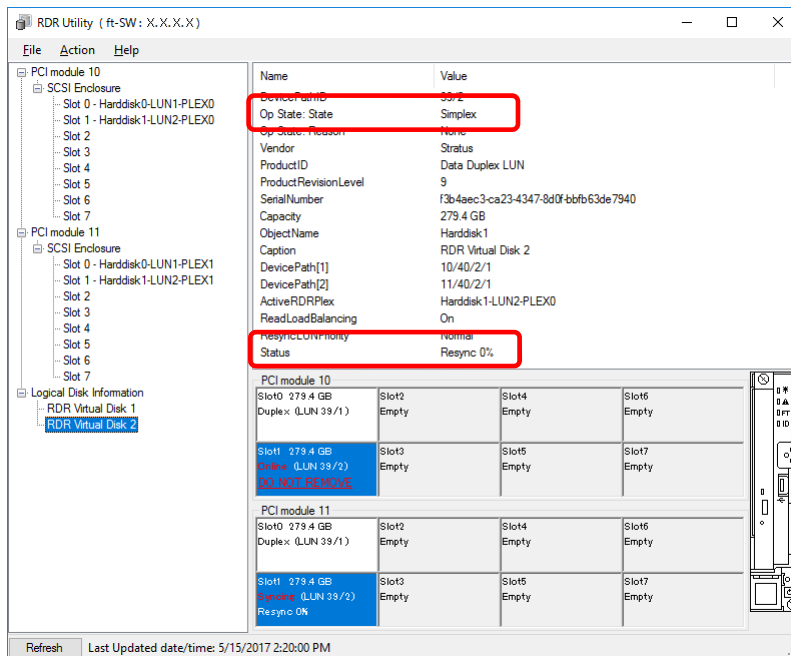 RDR Utility ( ft-SW : X.X.X.X )
File Action Help
PCI module 10
SCSI Enclosure
Slot 0 - Harddisk0-LUN1-PLEX0
Slot 1 - Harddisk1-LUN2-PLEX0
Slot 2
Slot 3
Slot 4
Slot 5
Slot 6
Slot 7
PCI module 11
SCSI Enclosure
Slot 0 - Harddisk0-LUN1-PLEX1
Slot 1 - Harddisk1-LUN2-PLEX1
Slot 2
Slot 3
Slot 4
Slot 5
Slot 6
Slot 7
Logical Disk Information
RDR Virtual Disk 1
RDR Virtual Disk 2
Name Value
DevicePathID 39/2
Op State: State Simplex
Op State: Reason None
Vendor Stratus
ProductID Data Duplex LUN
ProductRevisionLevel 9
SerialNumber f3b4aec3-ca23-4347-8d0f-bbfb63de7940
Capacity 279.4 GB
ObjectName Harddisk1
Caption RDR Virtual Disk 2
DevicePath[1] 10/40/2/1
DevicePath[2] 11/40/2/1
ActiveRDRPlex Harddisk1-LUN2-PLEX0
ReadLoadBalancing On
ResyncLUNPriority Normal
Status Resync 0%
PCI module 10
Slot0 279.4 GB Slot2 Slot4 Slot6
Duplex (LUN 39/1) Empty Empty Empty
Slot1 279.4 GB Slot3 Slot5 Slot7
Online (LUN 39/2) Empty Empty Empty
DO NOT REMOVE
PCI module 11
Slot0 279.4 GB Slot2 Slot4 Slot6
Duplex (LUN 39/1) Empty Empty Empty
Slot1 279.4 GB Slot3 Slot5 Slot7
Syncing (LUN 39/2) Empty Empty Empty
Resync 0%
FT
ID
Refresh Last Updated date/time: 5/15/2017 2:20:00 PM